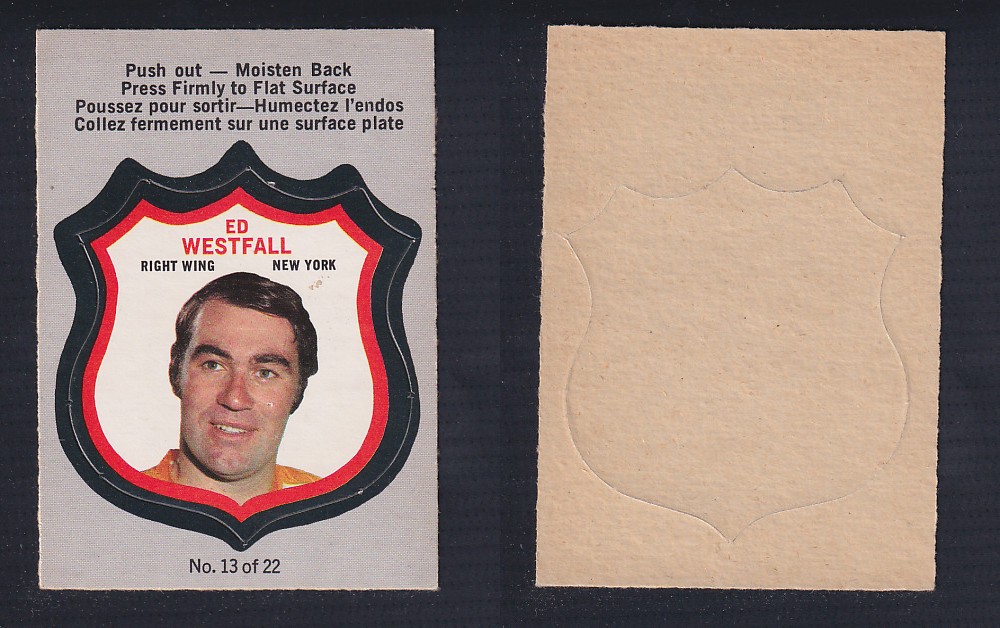 Push out — Moisten Back
Press Firmly to Flat Surface
Poussez pour sortir—Humectez l'endos
Collez fermement sur une surface plate
ED
WESTFALL
RIGHT WING NEW YORK
No. 13 of 22